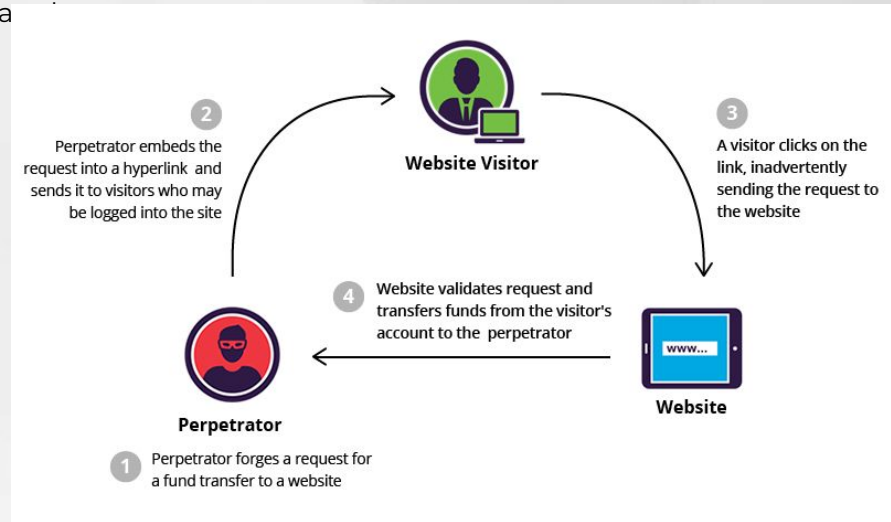 2
Perpetrator embeds the
request into a hyperlink and
sends it to visitors who may
be logged into the site
Website Visitor
3
A visitor clicks on the
link, inadvertently
sending the request to
the website
4
Website validates request and
transfers funds from the visitor's
account to the perpetrator
www...
Website
Perpetrator
1
Perpetrator forges a request for
a fund transfer to a website